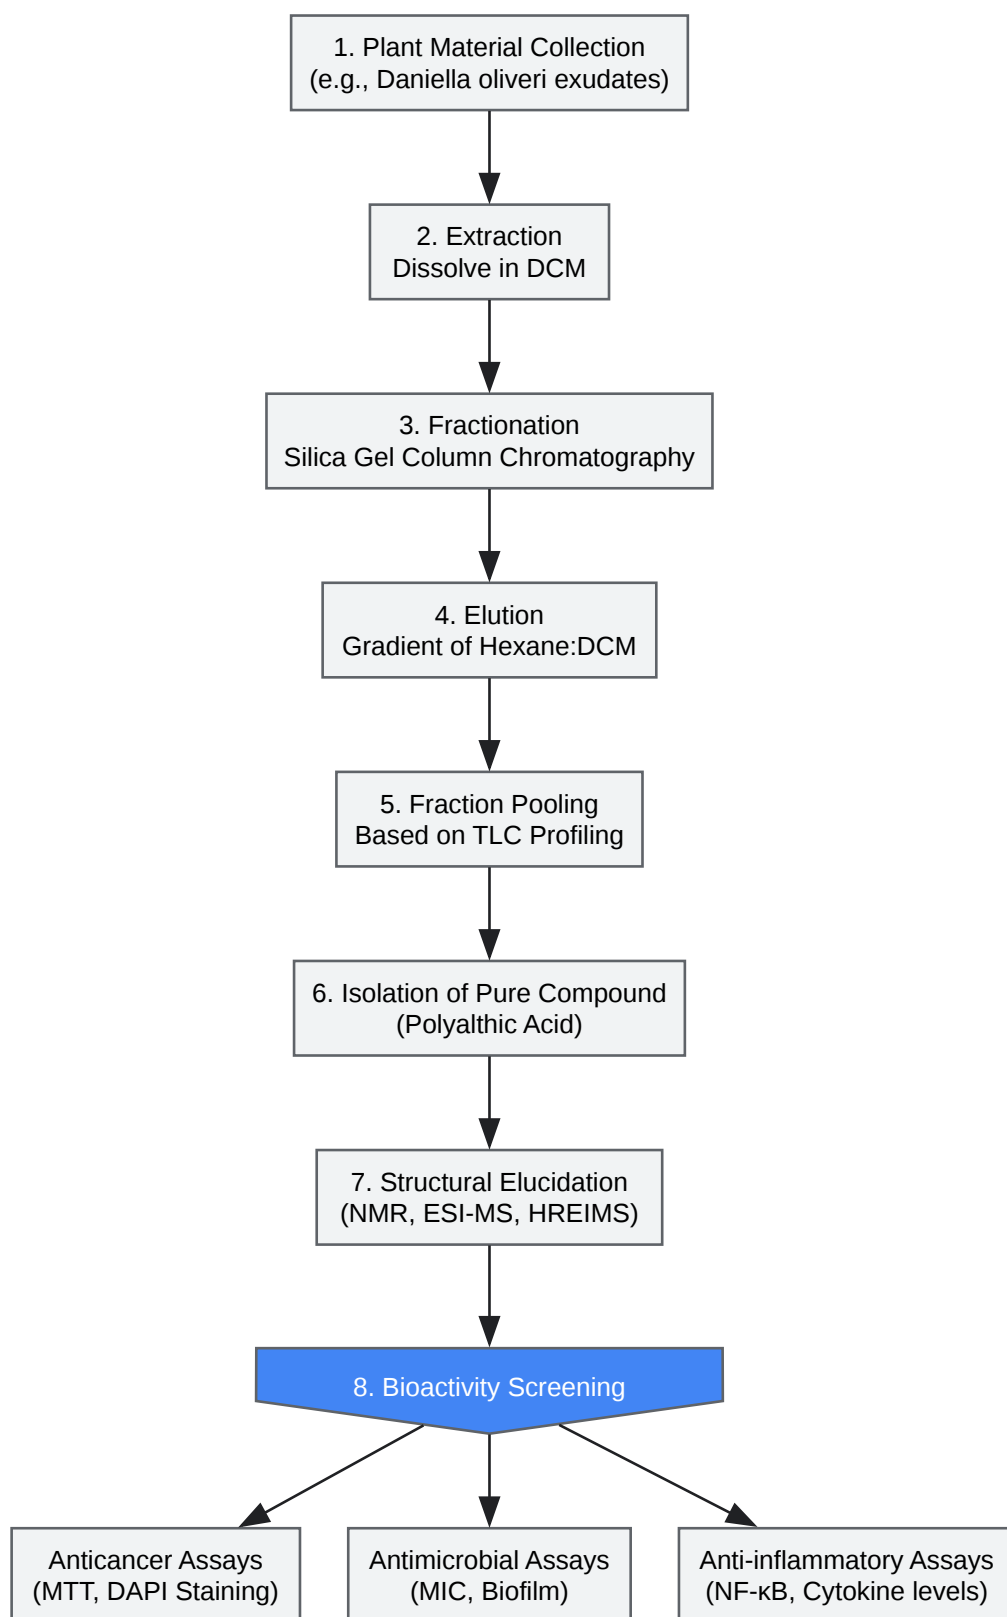 1. Plant Material Collection
(e.g., Daniella oliveri exudates)
2. Extraction
Dissolve in DCM
3. Fractionation
Silica Gel Column Chromatography
4. Elution
Gradient of Hexane:DCM
5. Fraction Pooling
Based on TLC Profiling
6. Isolation of Pure Compound
(Polyalthic Acid)
7. Structural Elucidation
(NMR, ESI-MS, HREIMS)
8. Bioactivity Screening
Anticancer Assays
(MTT, DAPI Staining)
Antimicrobial Assays
(MIC, Biofilm)
Anti-inflammatory Assays
(NF-κB, Cytokine levels)